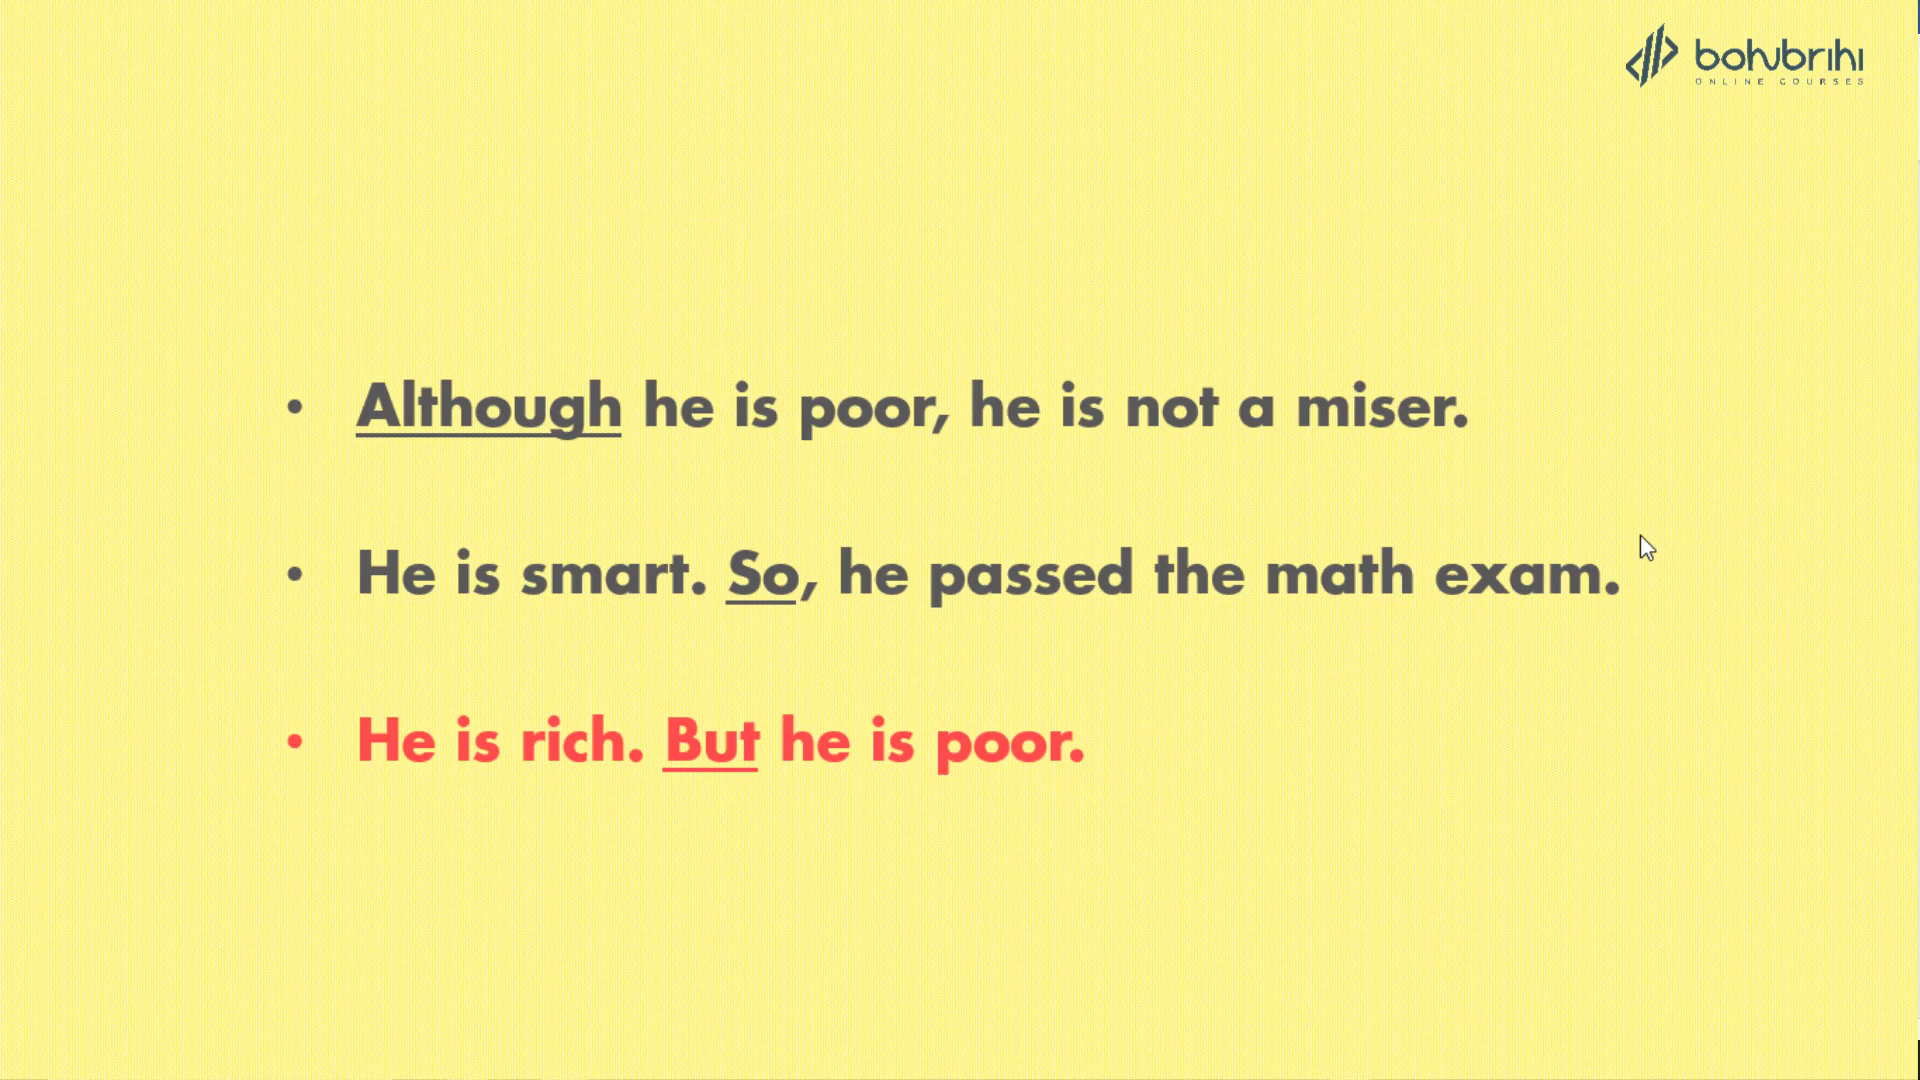 bohubrihi
ONLINE COURSES
• Although he is poor, he is not a miser.
• He is smart. So, he passed the math exam.
• He is rich. But he is poor.